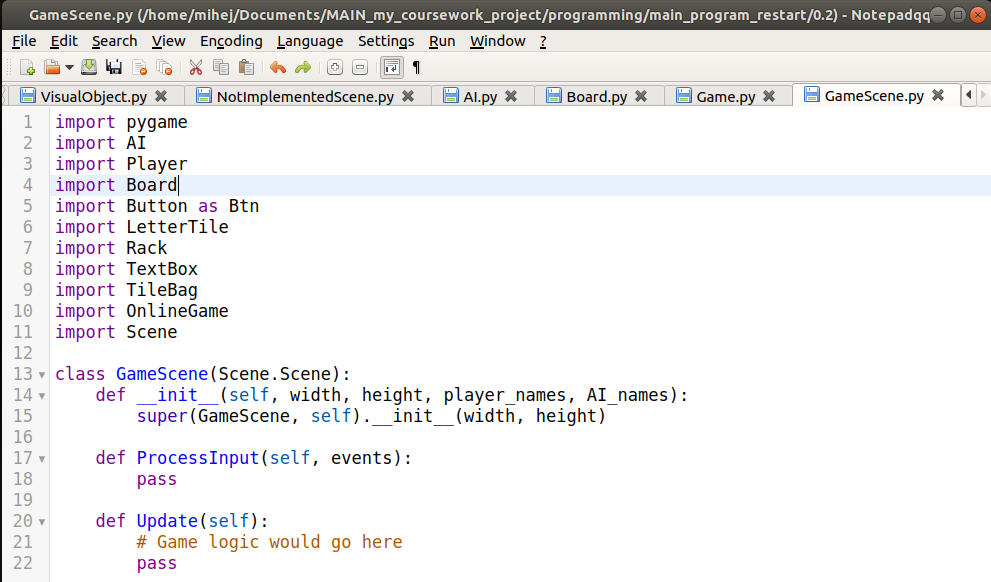 GameScene.py (/home/mihej/Documents/MAIN_my_coursework_project/programming/main_program_restart/0.2) - Notepadqq
File Edit Search View Encoding Language Settings Run Window ?
VisualObject.py NotImplementedScene.py AI.py Board.py Game.py GameScene.py
1 import pygame
2 import AI
3 import Player
4 import Board
5 import Button as Btn
6 import LetterTile
7 import Rack
8 import TextBox
9 import TileBag
10 import OnlineGame
11 import Scene
12
13 class GameScene(Scene.Scene):
14 def __init__(self, width, height, player_names, AI_names):
15 super(GameScene, self).__init__(width, height)
16
17 def ProcessInput(self, events):
18 pass
19
20 def Update(self):
21 # Game logic would go here
22 pass